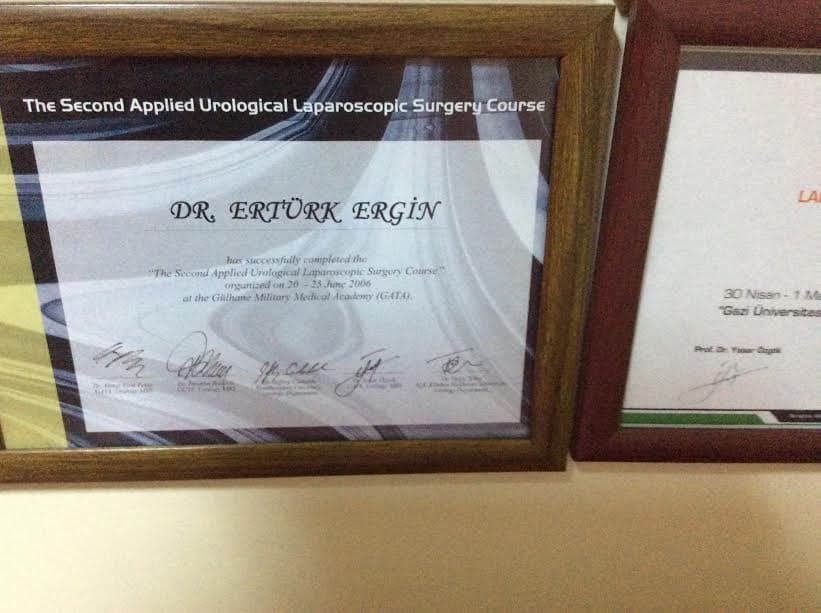 The Second Applied Urological Laparoscopic Surgery Course
DR. ERTÜRK ERGİN
has successfully completed the
"The Second Applied Urological Laparoscopic Surgery Course"
organized on 20 - 25 June 2006
at the Gülhane Military Medical Academy (GATA).
LA
30 Nisan - 1 Ma
"Gazi Üniversites
Prof. Dr. Yaşar Özgök